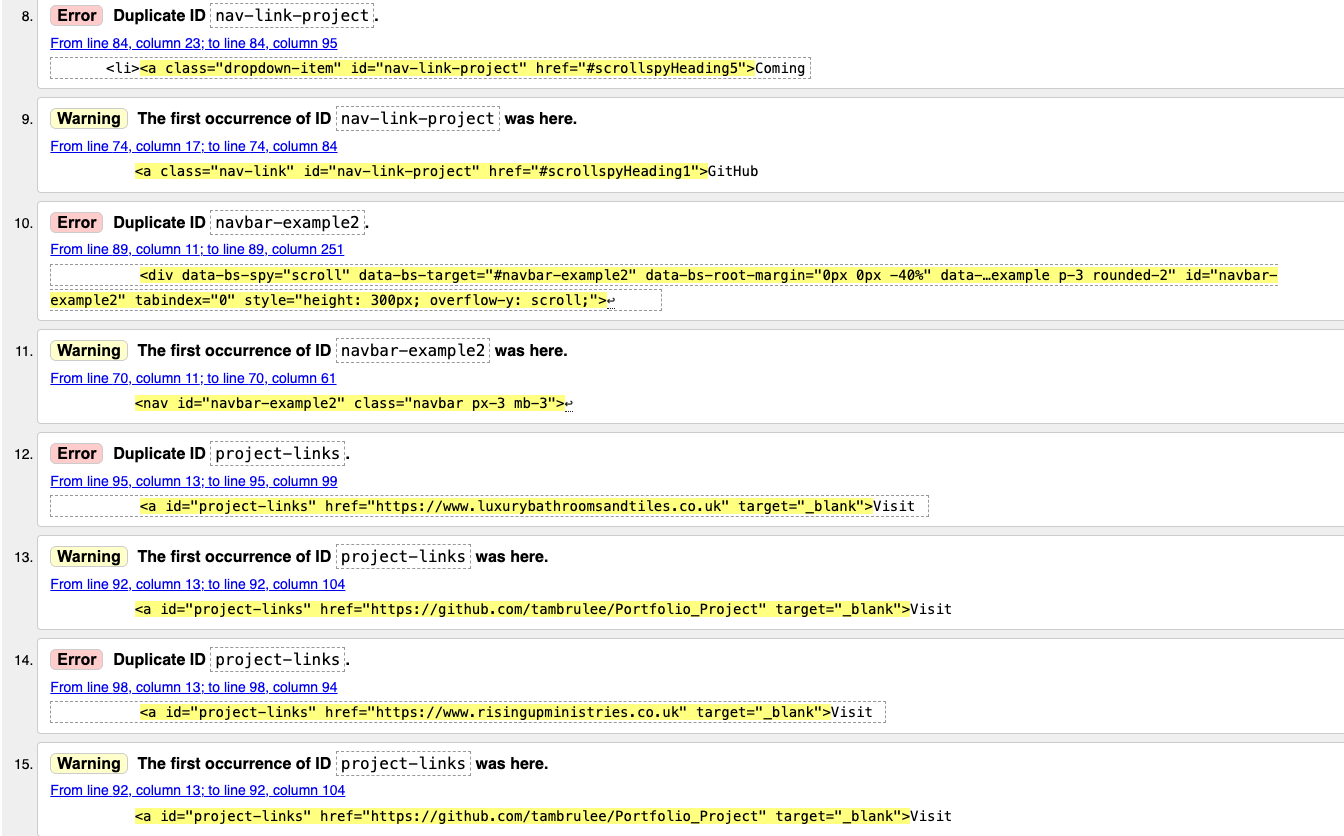 8. Error Duplicate ID nav-link-project.
From line 84, column 23; to line 84, column 95
<li><a class="dropdown-item" id="nav-link-project" href="#scrollspyHeading5">Coming
9. Warning The first occurrence of ID nav-link-project was here.
From line 74, column 17; to line 74, column 84
<a class="nav-link" id="nav-link-project" href="#scrollspyHeading1">GitHub
10. Error Duplicate ID navbar-example2.
From line 89, column 11; to line 89, column 251
<div data-bs-spy="scroll" data-bs-target="#navbar-example2" data-bs-root-margin="0px 0px -40%" data-…example p-3 rounded-2" id="navbar-
example2" tabindex="0" style="height: 300px; overflow-y: scroll;">↩
11. Warning The first occurrence of ID navbar-example2 was here.
From line 70, column 11; to line 70, column 61
<nav id="navbar-example2" class="navbar px-3 mb-3">↩
12. Error Duplicate ID project-links.
From line 95, column 13; to line 95, column 99
<a id="project-links" href="https://www.luxurybathroomsandtiles.co.uk" target="_blank">Visit
13. Warning The first occurrence of ID project-links was here.
From line 92, column 13; to line 92, column 104
<a id="project-links" href="https://github.com/tambrulee/Portfolio_Project" target="_blank">Visit
14. Error Duplicate ID project-links.
From line 98, column 13; to line 98, column 94
<a id="project-links" href="https://www.risingupministries.co.uk" target="_blank">Visit
15. Warning The first occurrence of ID project-links was here.
From line 92, column 13; to line 92, column 104
<a id="project-links" href="https://github.com/tambrulee/Portfolio_Project" target="_blank">Visit